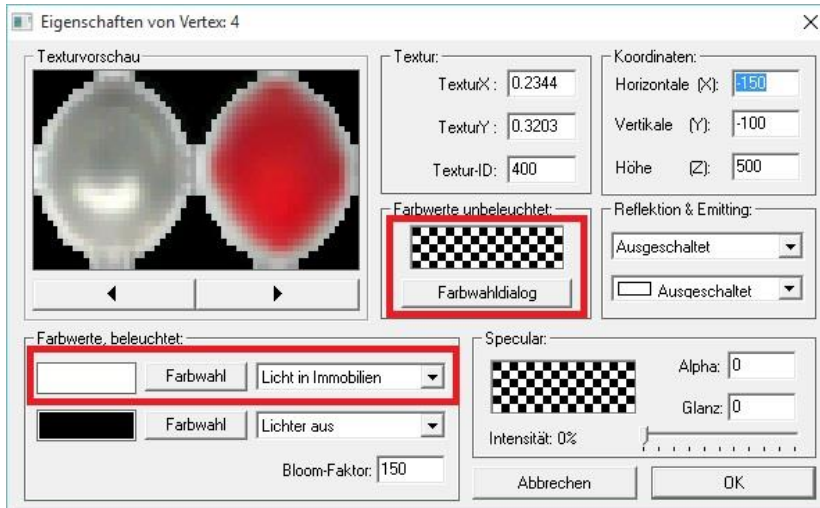 Eigenschaften von Vertex: 4
Texturvorschau
Textur:
TexturX : 0.2344
TexturY : 0.3203
Textur-ID: 400
Koordinaten:
Horizontale (X): -150
Vertikale (Y): -100
Höhe (Z): 500
Farbwerte unbeleuchtet:
Farbwahldialog
Reflektion & Emitting:
Ausgeschaltet
Ausgeschaltet
Farbwerte, beleuchtet:
Farbwahl Licht in Immobilien
Farbwahl Lichter aus
Bloom-Faktor: 150
Specular:
Alpha: 0
Glanz: 0
Intensität: 0%
Abbrechen OK